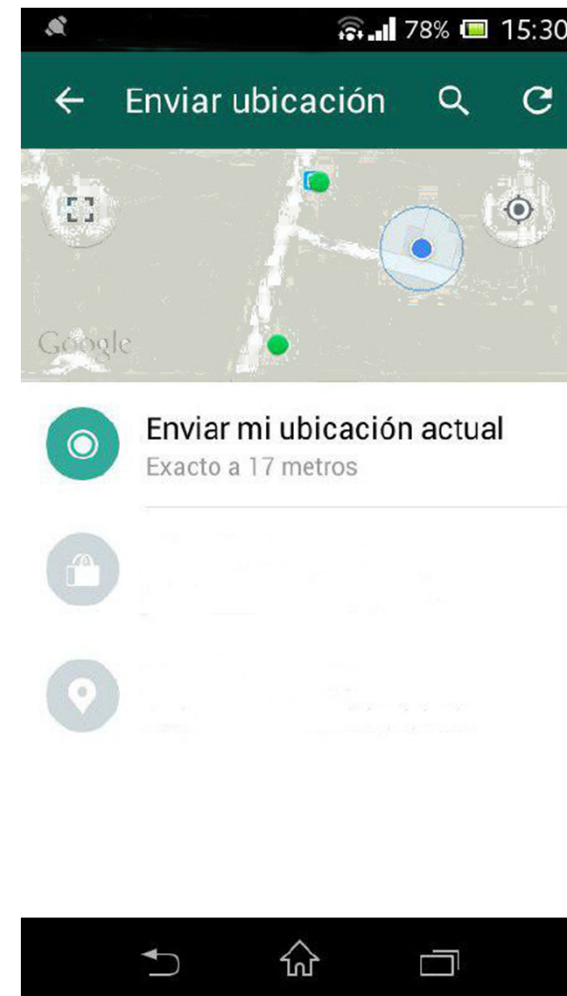 78% 15:30
Enviar ubicación
Google
Enviar mi ubicación actual
Exacto a 17 metros